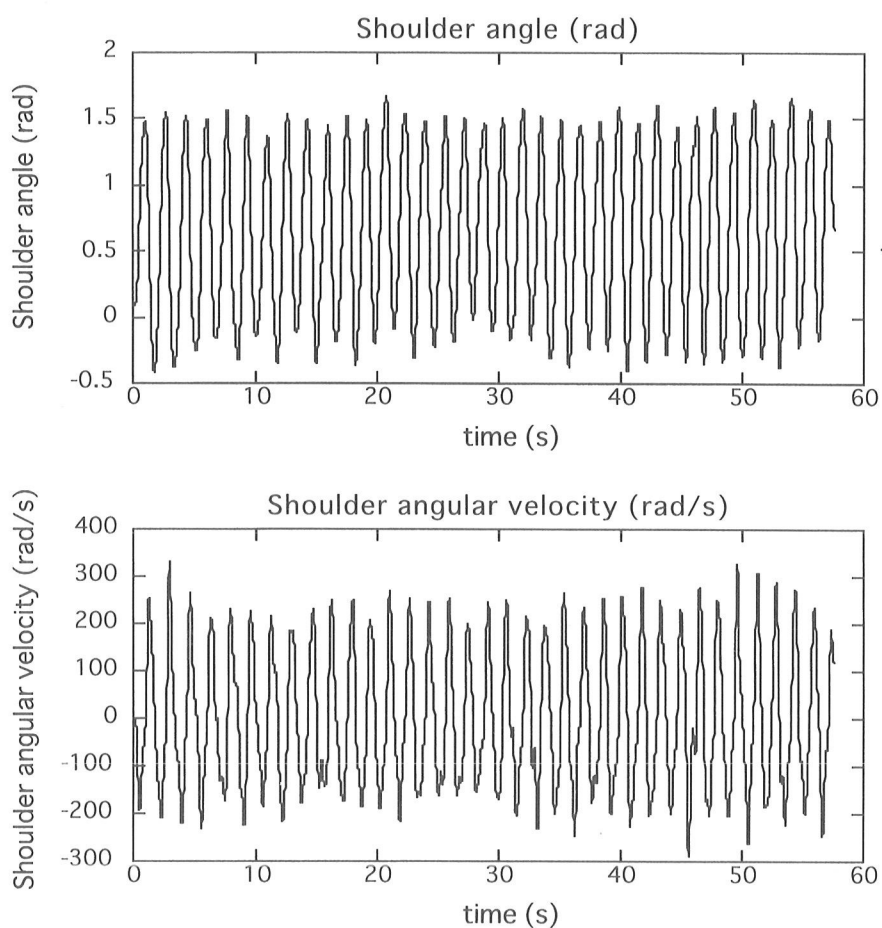 Shoulder angle (rad)
Shoulder angle (rad)
2
1.5
1
0.5
0
-0.5
0 10 20 30 40 50 60
time (s)
Shoulder angular velocity (rad/s)
Shoulder angular velocity (rad/s)
400
300
200
100
0
-100
-200
-300
0 10 20 30 40 50 60
time (s)